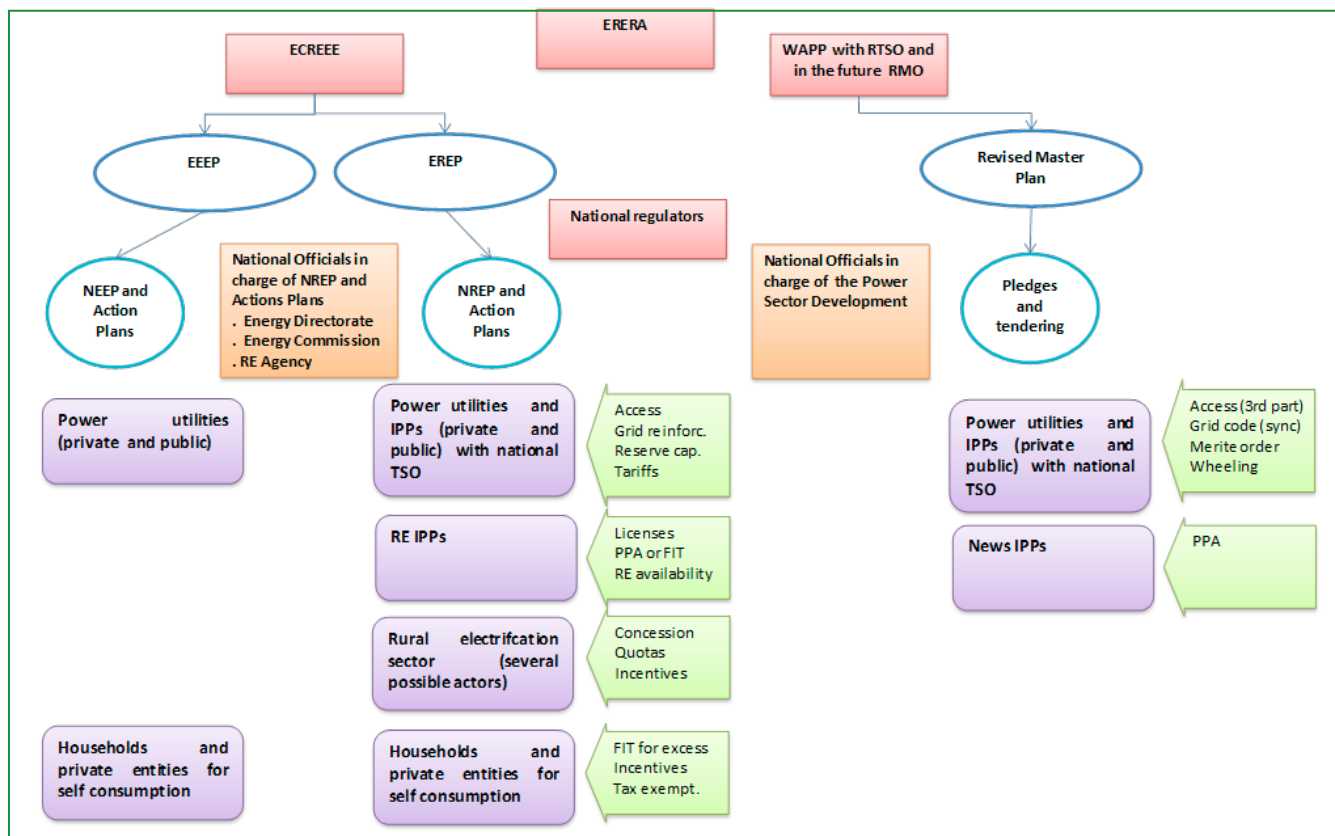 ERERA
ECREEE
WAPP with RTSO and
in the future RMO
EEEP
EREP
Revised Master
Plan
National regulators
NEEP and
Action
Plans
National Officials in
charge of NREP and
Actions Plans
. Energy Directorate
. Energy Commission
. RE Agency
NREP and
Action
Plans
National Officials in
charge of the Power
Sector Development
Pledges
and
tendering
Power utilities
(private and public)
Power utilities and
IPPs (private and
public) with national
TSO
Access
Grid reinforc.
Reserve cap.
Tariffs
Power utilities and
IPPs (private and
public) with national
TSO
Access (3rd part)
Grid code (sync)
Merite order
Wheeling
RE IPPs
Licenses
PPA or FIT
RE availability
News IPPs
PPA
Rural electrifcation
sector (several
possible actors)
Concession
Quotas
Incentives
Households and
private entities for
self consumption
Households and
private entities for
self consumption
FIT for excess
Incentives
Tax exempt.